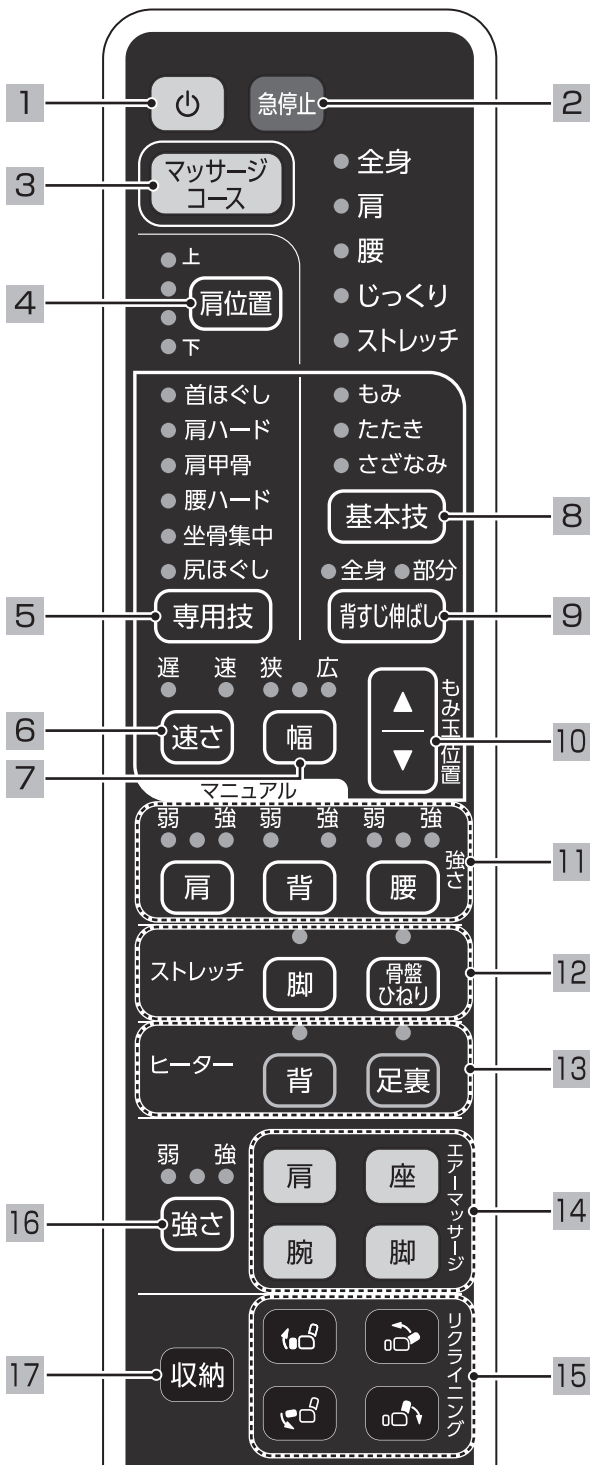 1
急停止
2
3
マッサージ
コース
全身
肩
腰
じっくり
ストレッチ
上
4
肩位置
下
首ほぐし
肩ハード
肩甲骨
腰ハード
坐骨集中
尻ほぐし
5
専用技
もみ
たたき
さざなみ
基本技
8
全身 部分
背すじ伸ばし
9
遅 速 狭 広
6
速さ
幅
7
▲
▼
もみ玉位置
10
マニュアル
弱 強 弱 強 弱 強
肩 背 腰
強さ
11
ストレッチ
脚
骨盤
ひねり
12
ヒーター
背
足裏
13
弱 強
16
強さ
肩 座
腕 脚
エアーマッサージ
14
17
収納
リクライニング
15